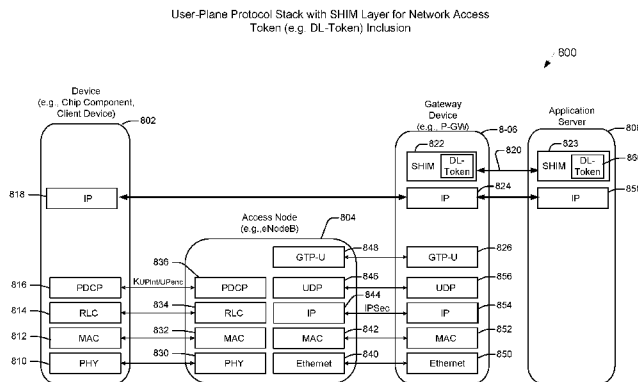 User-Plane Protocol Stack with SHIM Layer for Network Access
Token (e.g. DL-Token) Inclusion
800
Device
(e.g., Chip Component,
Client Device)
802
Gateway
Device
(e.g., P-GW)
8-06
Application
Server
822
820
823
SHIM
DL-
Token
SHIM
DL-
Token
818
IP
IP
824
IP
Access Node
(e.g.,eNodeB)
804
GTP-U
848
GTP-U
826
836
816
PDCP
KUPint/UPenc
PDCP
UDP
UDP
856
844
814
RLC
834
RLC
IP
IPSec
IP
854
812
MAC
832
MAC
MAC
842
MAC
852
810
PHY
830
PHY
Ethernet
840
Ethernet
850